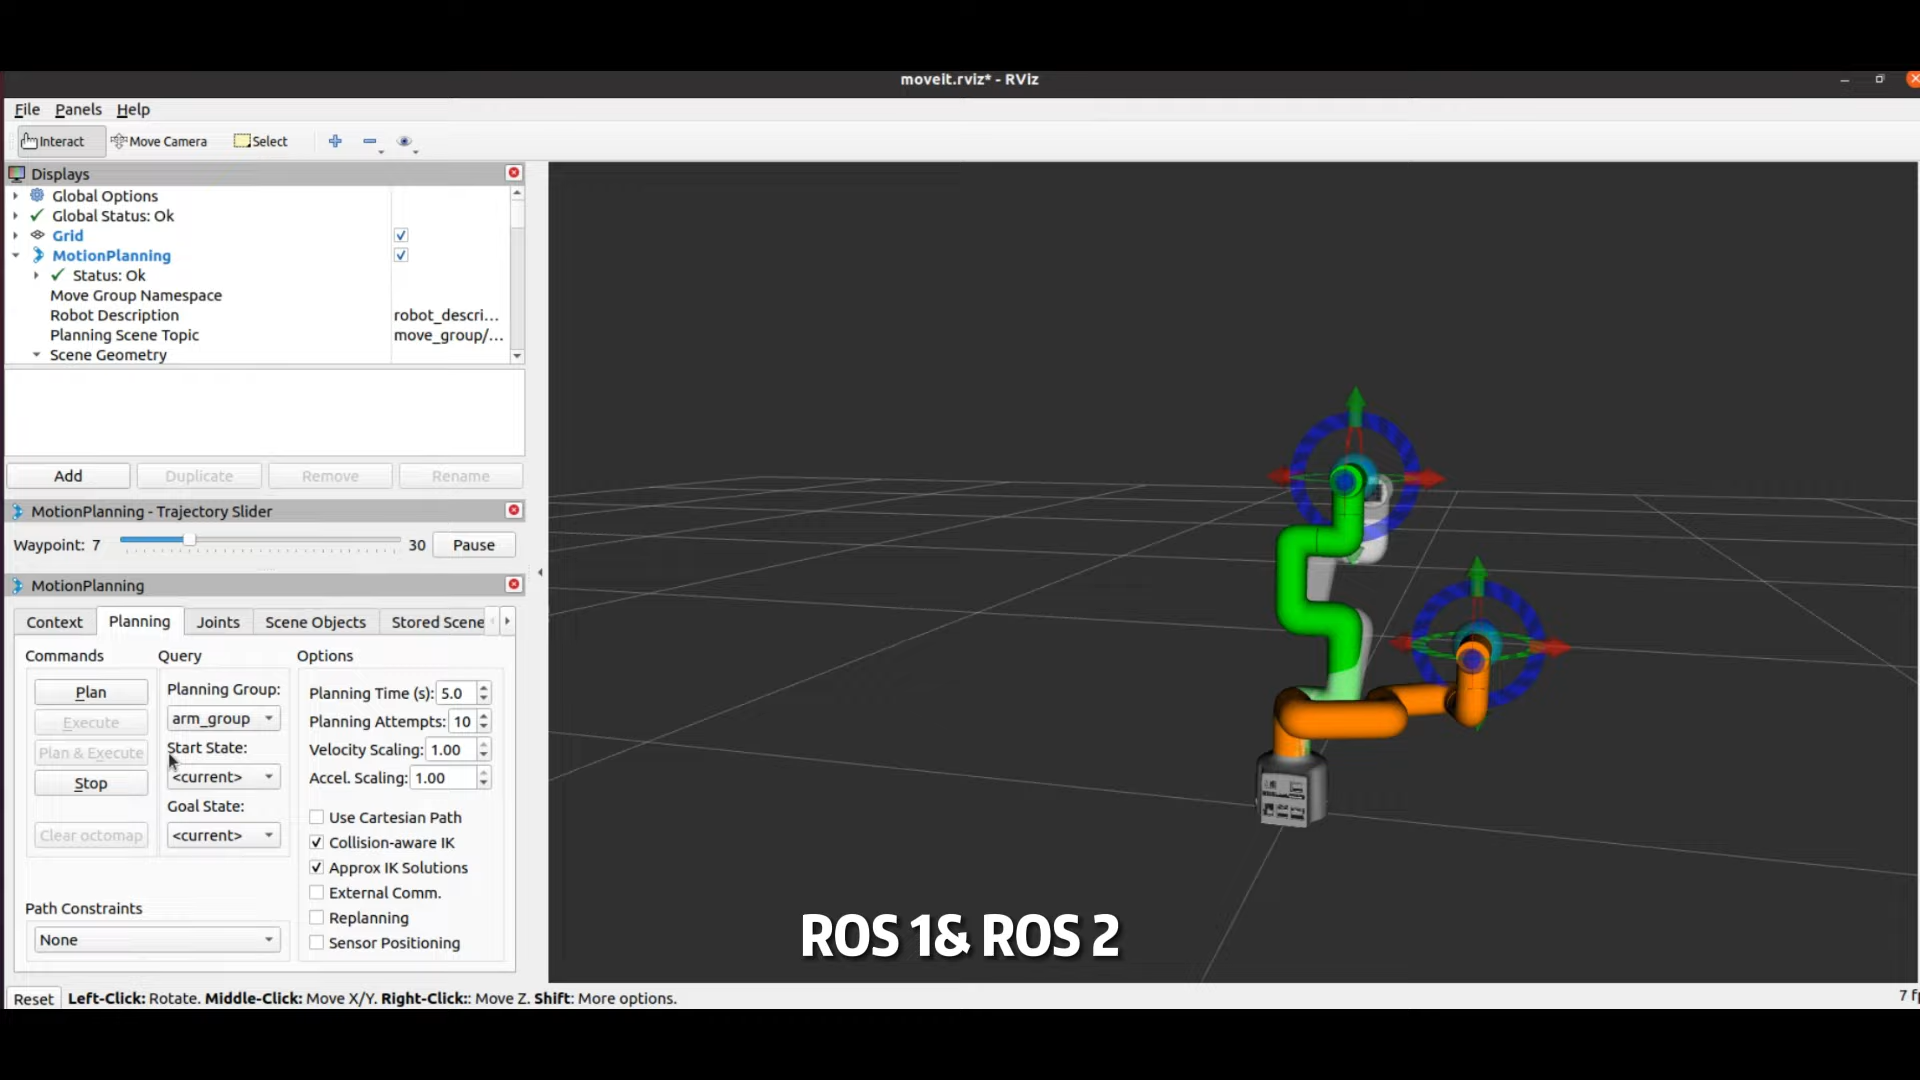 moveit.rviz* - RViz
File Panels Help
Interact Move Camera Select
Displays
Global Options
Global Status: Ok
Grid
MotionPlanning
Status: Ok
Move Group Namespace
Robot Description robot_descri...
Planning Scene Topic move_group/...
Scene Geometry
Add Duplicate Remove Rename
MotionPlanning - Trajectory Slider
Waypoint: 7 30 Pause
MotionPlanning
Context Planning Joints Scene Objects Stored Scene
Commands Query Options
Plan
Execute
Plan & Execute
Stop
Clear octomap
Planning Group:
arm_group
Start State:
<current>
Goal State:
<current>
Planning Time (s): 5.0
Planning Attempts: 10
Velocity Scaling: 1.00
Accel. Scaling: 1.00
Use Cartesian Path
Collision-aware IK
Approx IK Solutions
External Comm.
Replanning
Sensor Positioning
Path Constraints
None
ROS 1& ROS 2
Reset Left-Click: Rotate. Middle-Click: Move X/Y. Right-Click:: Move Z. Shift: More options.
7